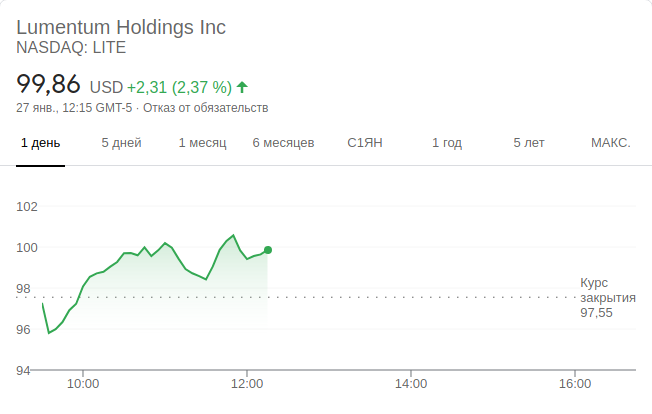 Lumentum Holdings Inc
NASDAQ: LITE
99,86 USD +2,31 (2,37 %)
27 янв., 12:15 GMT-5 · Отказ от обязательств
1 день 5 дней 1 месяц 6 месяцев С1ЯН 1 год 5 лет МАКС.
102
100
98
96
94
Курс
закрытия
97,55
10:00 12:00 14:00 16:00